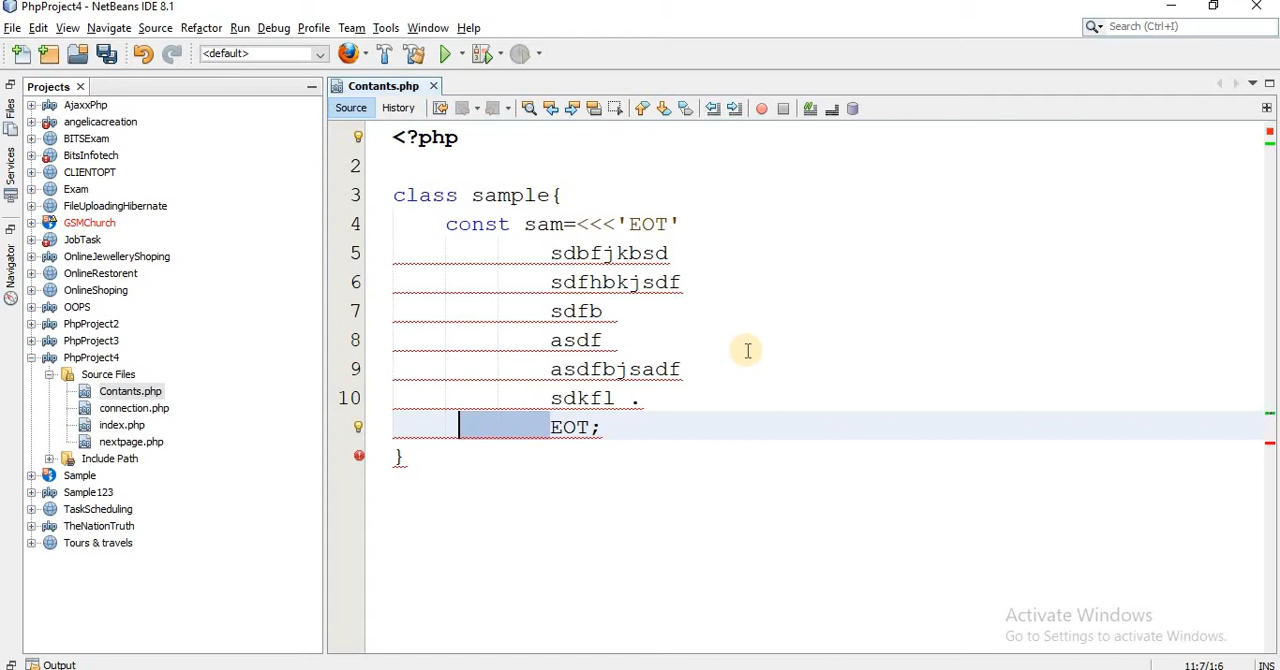 PhpProject4 - NetBeans IDE 8.1
File Edit View Navigate Source Refactor Run Debug Profile Team Tools Window Help
Search (Ctrl+I)
<default>
Files
Services
Navigator
Projects
AjaxxPhp
angelicacreation
BITSExam
BitsInfotech
CLIENTOPT
Exam
FileUploadingHibernate
GSMChurch
JobTask
OnlineJewelleryShoping
OnlineRestorent
OnlineShoping
OOPS
PhpProject2
PhpProject3
PhpProject4
Source Files
Contants.php
connection.php
index.php
nextpage.php
Include Path
Sample
Sample123
TaskScheduling
TheNationTruth
Tours & travels
Contants.php
Source History
<?php
2
3 class sample{
4 const sam=<<<'EOT'
5 sdbfjkbsd
6 sdfhbkjsdf
7 sdfb
8 asdf
9 asdfbjsadf
10 sdkfl .
EOT;
}
Activate Windows
Go to Settings to activate Windows.
Output
11:7/1:6 INS